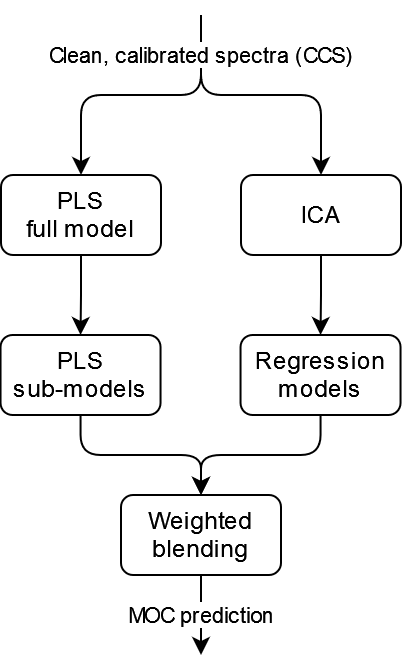 Clean, calibrated spectra (CCS)
PLS
full model
ICA
PLS
sub-models
Regression
models
Weighted
blending
MOC prediction